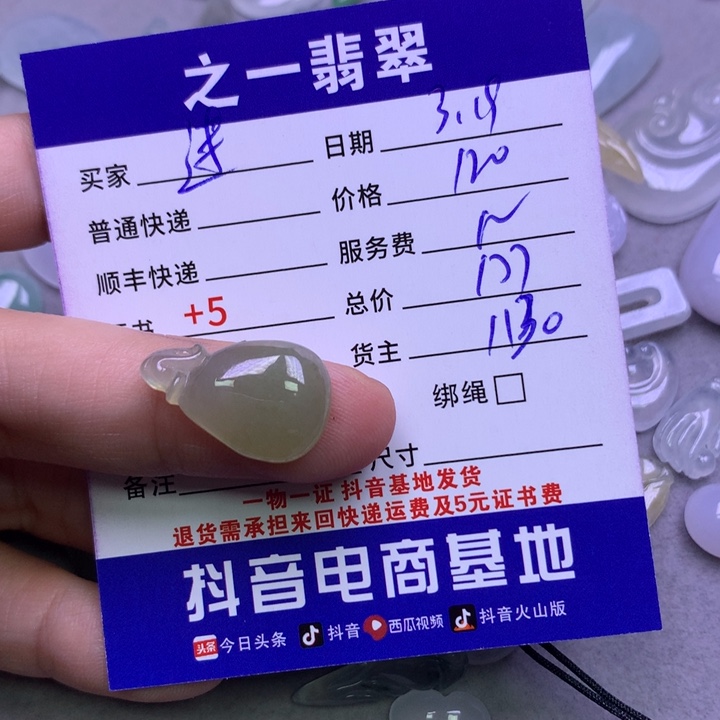 之一翡翠
买家 日期 3.19
普通快递 价格 120
顺丰快递 服务费
书 +5 总价 127
货主 1130
绑绳
备注 尺寸
一物一证 抖音基地发货
退货需承担来回快递运费及5元证书费
抖音电商基地
头条 今日头条 抖音 西瓜视频 抖音火山版